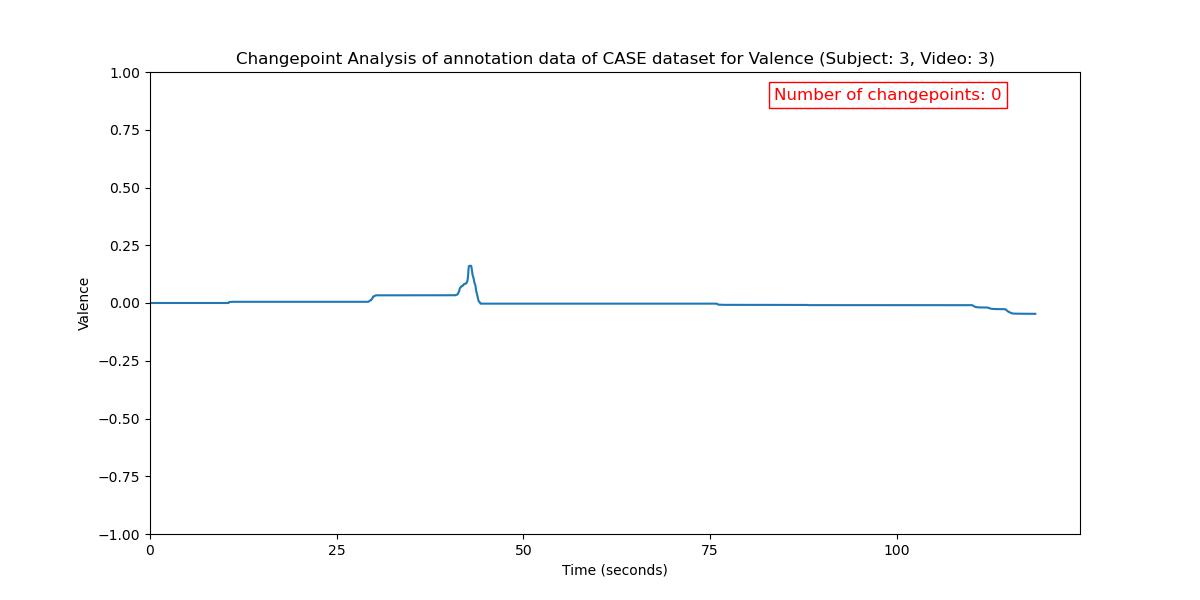 Changepoint Analysis of annotation data of CASE dataset for Valence (Subject: 3, Video: 3)
Number of changepoints: 0
1.00
0.75
0.50
0.25
0.00
−0.25
−0.50
−0.75
−1.00
Valence
0 25 50 75 100
Time (seconds)